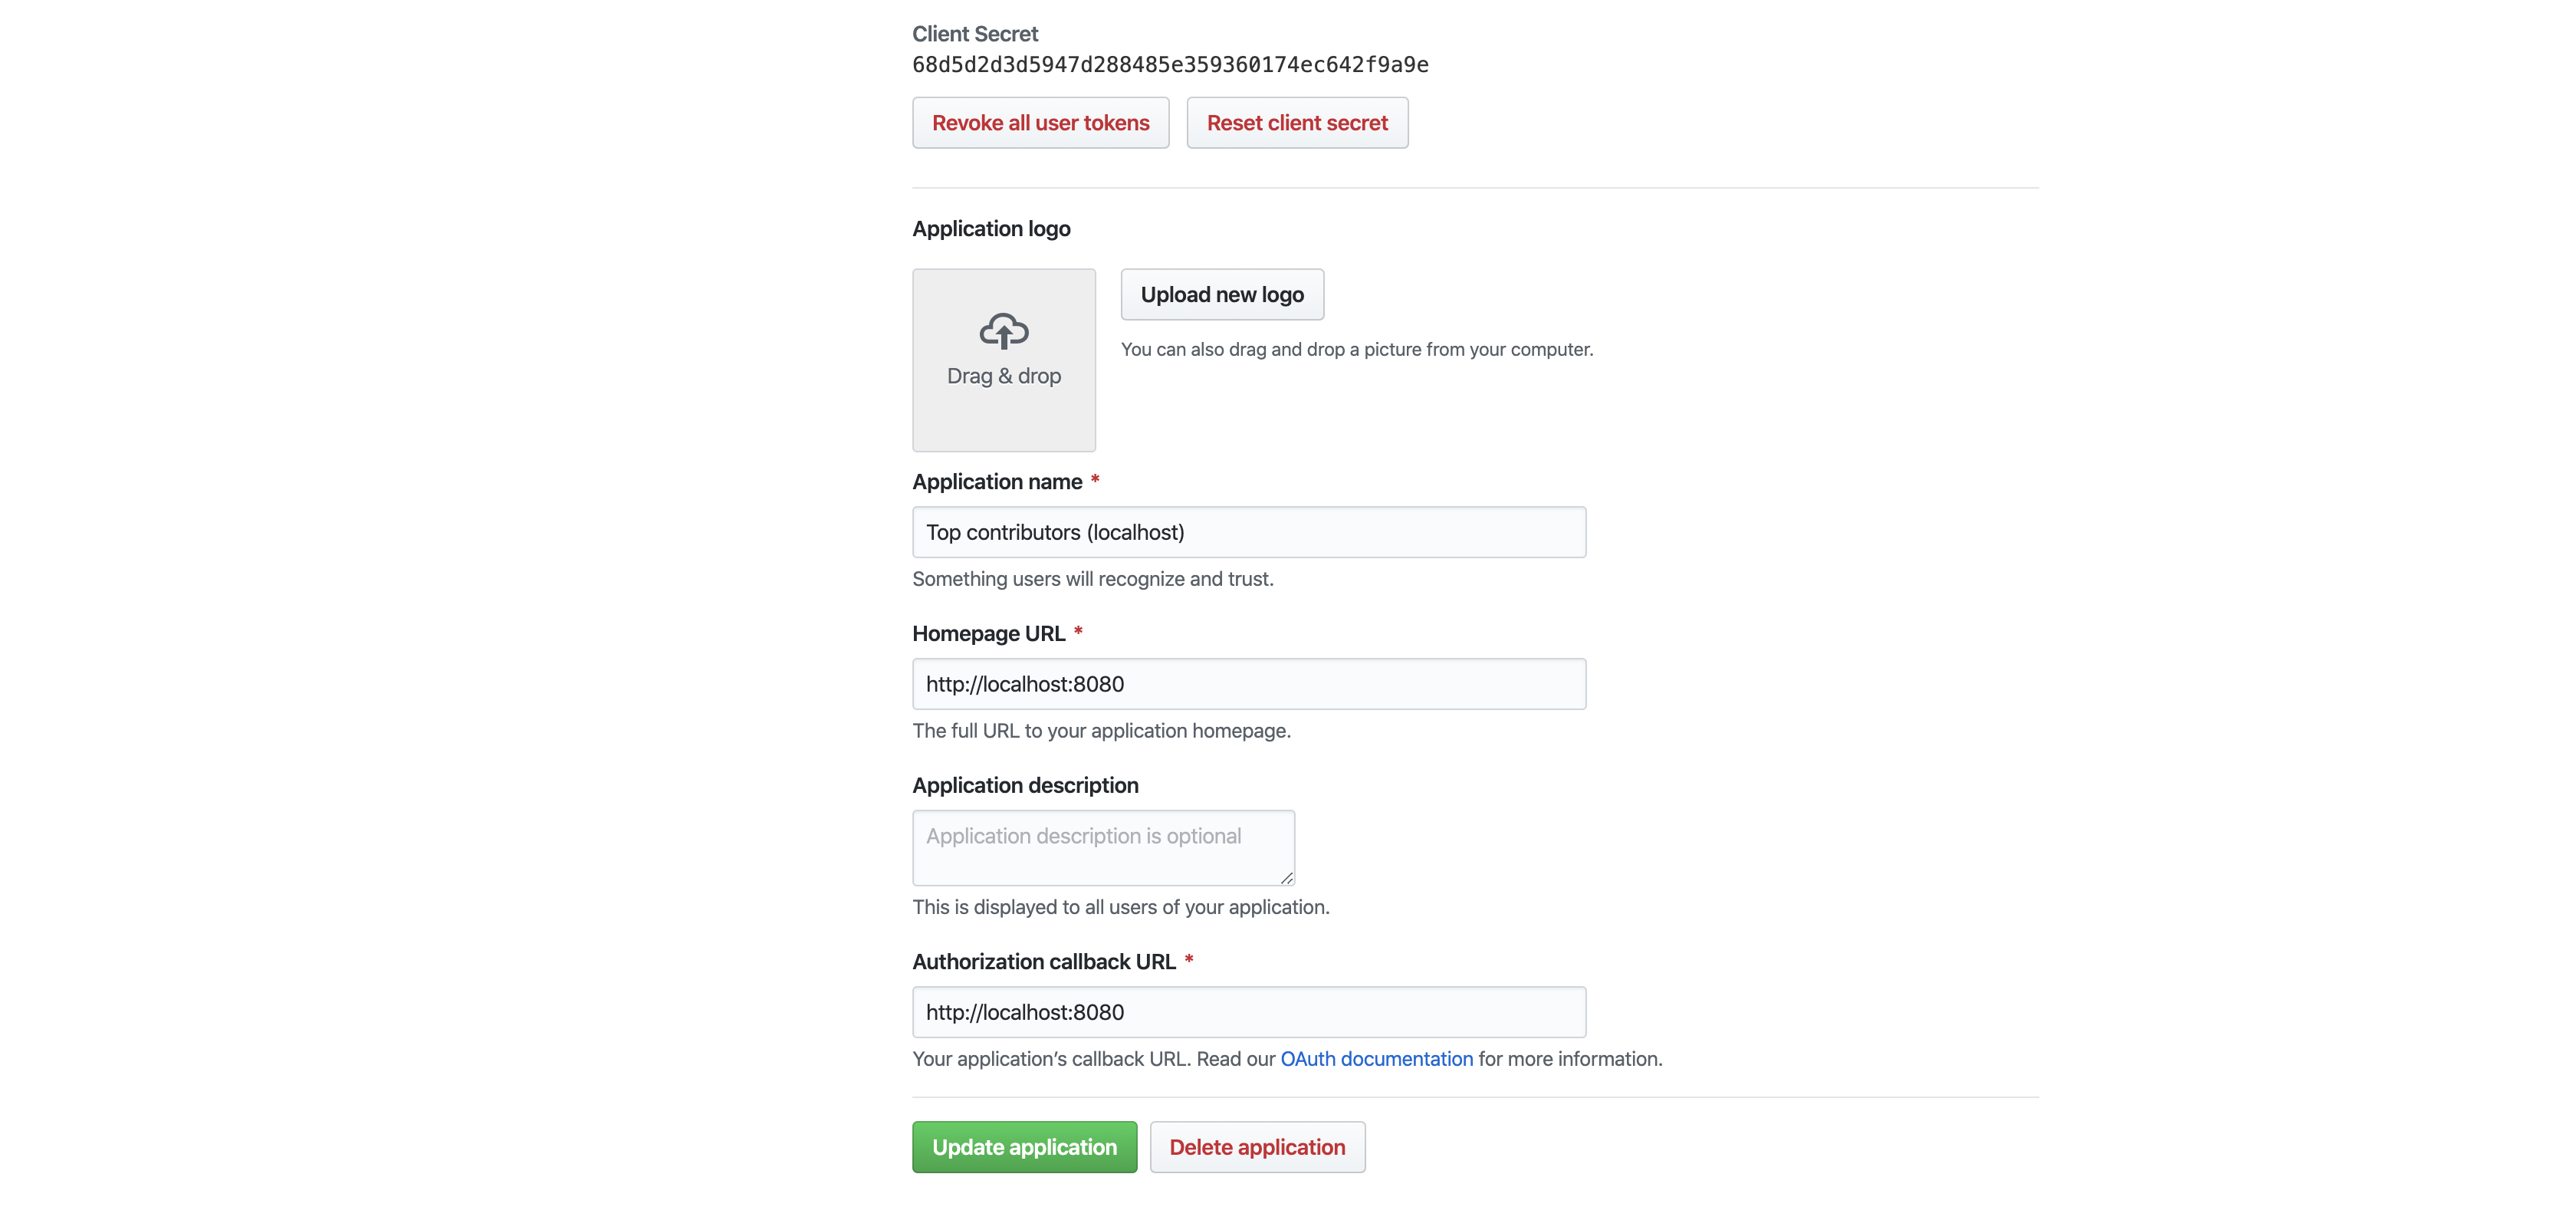 Client Secret
68d5d2d3d5947d288485e359360174ec642f9a9e
Revoke all user tokens
Reset client secret
Application logo
Drag & drop
Upload new logo
You can also drag and drop a picture from your computer.
Application name *
Top contributors (localhost)
Something users will recognize and trust.
Homepage URL *
http://localhost:8080
The full URL to your application homepage.
Application description
Application description is optional
This is displayed to all users of your application.
Authorization callback URL *
http://localhost:8080
Your application’s callback URL. Read our OAuth documentation for more information.
Update application
Delete application